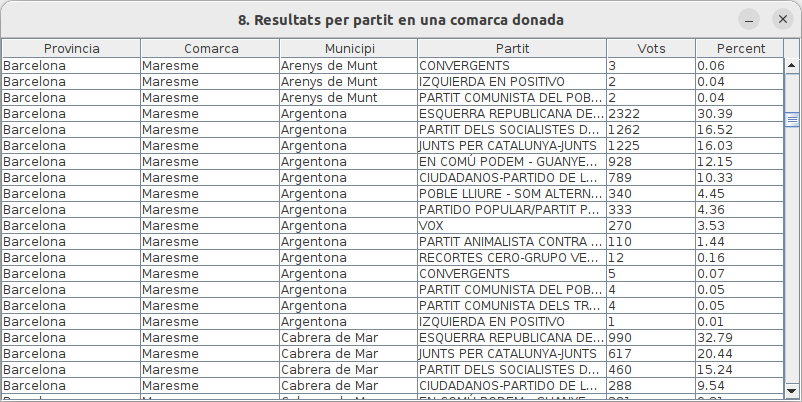 8. Resultats per partit en una comarca donada
Provincia Comarca Municipi Partit Vots Percent
Barcelona Maresme Arenys de Munt CONVERGENTS 3 0.06
Barcelona Maresme Arenys de Munt IZQUIERDA EN POSITIVO 2 0.04
Barcelona Maresme Arenys de Munt PARTIT COMUNISTA DEL POB... 2 0.04
Barcelona Maresme Argentona ESQUERRA REPUBLICANA DE... 2322 30.39
Barcelona Maresme Argentona PARTIT DELS SOCIALISTES D... 1262 16.52
Barcelona Maresme Argentona JUNTS PER CATALUNYA-JUNTS 1225 16.03
Barcelona Maresme Argentona EN COMÚ PODEM - GUANYE... 928 12.15
Barcelona Maresme Argentona CIUDADANOS-PARTIDO DE L... 789 10.33
Barcelona Maresme Argentona POBLE LLIURE - SOM ALTERN... 340 4.45
Barcelona Maresme Argentona PARTIDO POPULAR/PARTIT P... 333 4.36
Barcelona Maresme Argentona VOX 270 3.53
Barcelona Maresme Argentona PARTIT ANIMALISTA CONTRA ... 110 1.44
Barcelona Maresme Argentona RECORTES CERO-GRUPO VE... 12 0.16
Barcelona Maresme Argentona CONVERGENTS 5 0.07
Barcelona Maresme Argentona PARTIT COMUNISTA DEL POB... 4 0.05
Barcelona Maresme Argentona PARTIT COMUNISTA DELS TR... 4 0.05
Barcelona Maresme Argentona IZQUIERDA EN POSITIVO 1 0.01
Barcelona Maresme Cabrera de Mar ESQUERRA REPUBLICANA DE... 990 32.79
Barcelona Maresme Cabrera de Mar JUNTS PER CATALUNYA-JUNTS 617 20.44
Barcelona Maresme Cabrera de Mar PARTIT DELS SOCIALISTES D... 460 15.24
Barcelona Maresme Cabrera de Mar CIUDADANOS-PARTIDO DE L... 288 9.54
Barcelona Maresme Cabrera de Mar EN COMÚ PODEM - GUANYE...